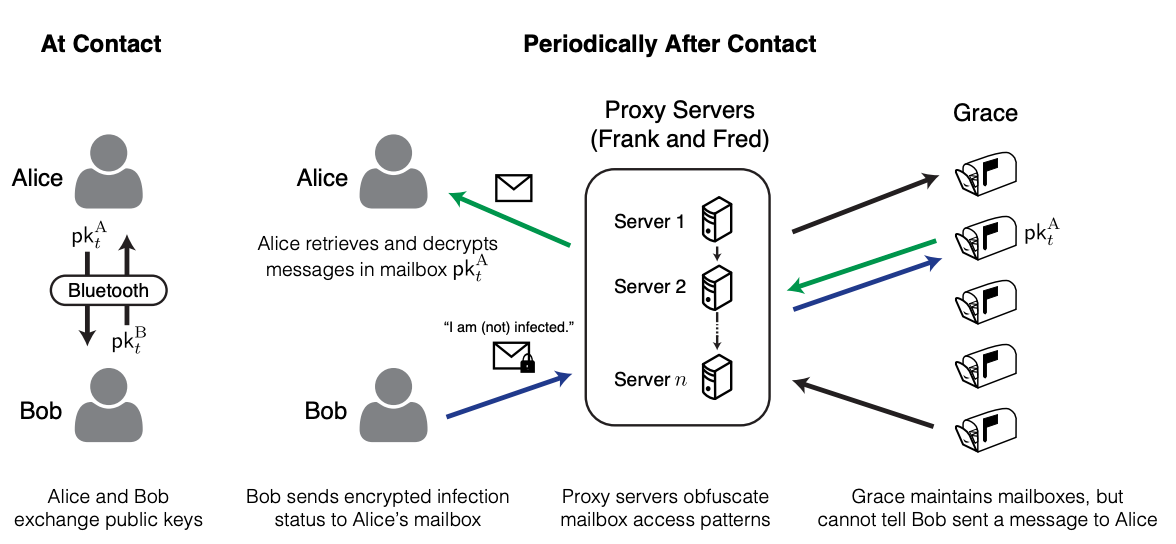 At Contact
Periodically After Contact
Alice
pk_t^A
Bluetooth
pk_t^B
Bob
Alice and Bob
exchange public keys
Alice
Alice retrieves and decrypts
messages in mailbox pk_t^A
“I am (not) infected.”
Bob
Bob sends encrypted infection
status to Alice’s mailbox
Proxy Servers
(Frank and Fred)
Server 1
Server 2
Server n
Proxy servers obfuscate
mailbox access patterns
Grace
pk_t^A
Grace maintains mailboxes, but
cannot tell Bob sent a message to Alice